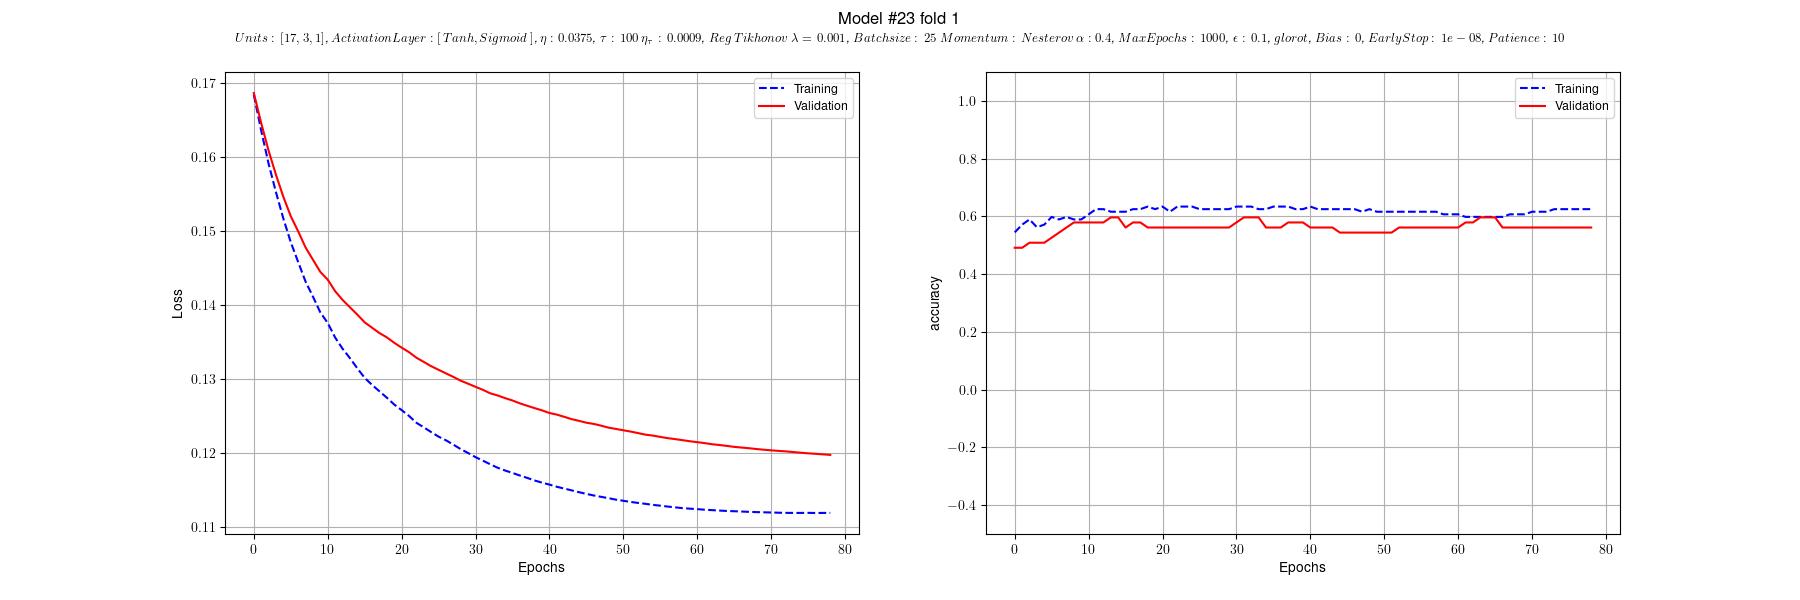 Model #23 fold 1
Units : [17, 3, 1], ActivationLayer : [ Tanh, Sigmoid ], η : 0.0375, τ : 100 η_τ : 0.0009, Reg Tikhonov λ = 0.001, Batchsize : 25 Momentum : Nesterov α : 0.4, MaxEpochs : 1000, ϵ : 0.1, glorot, Bias : 0, EarlyStop : 1e − 08, Patience : 10
0.17
0.16
0.15
0.14
0.13
0.12
0.11
Loss
Training
Validation
0 10 20 30 40 50 60 70 80
Epochs
1.0
0.8
0.6
0.4
0.2
0.0
−0.2
−0.4
accuracy
Training
Validation
0 10 20 30 40 50 60 70 80
Epochs